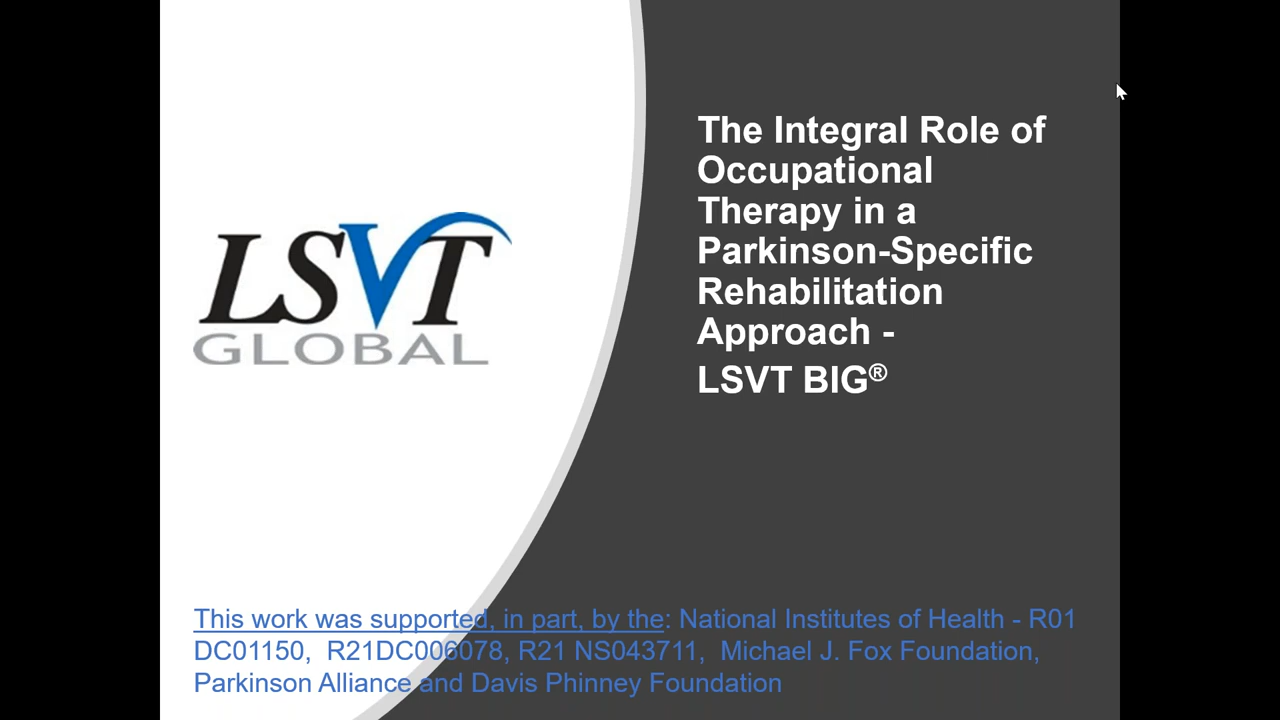 LSVT
GLOBAL
The Integral Role of
Occupational
Therapy in a
Parkinson-Specific
Rehabilitation
Approach -
LSVT BIG®
This work was supported, in part, by the: National Institutes of Health - R01
DC01150,  R21DC006078, R21 NS043711,  Michael J. Fox Foundation,
Parkinson Alliance and Davis Phinney Foundation